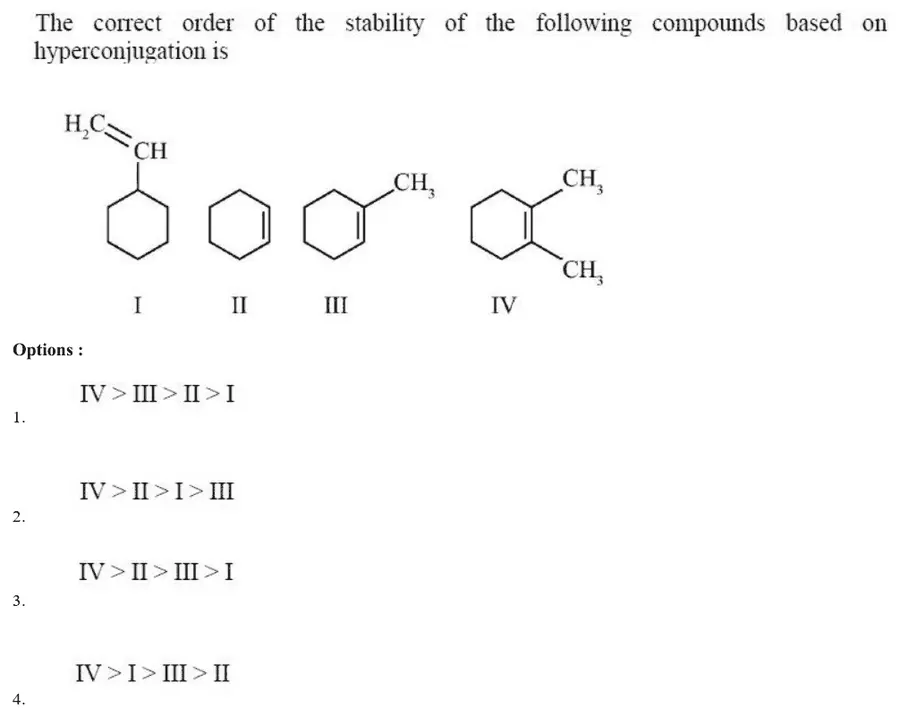 The correct order of the stability of the following compounds based on
hyperconjugation is
H₂C
CH
CH₃
CH₃
CH₃
I II III IV
Options :
IV > III > II > I
1.
IV > II > I > III
2.
IV > II > III > I
3.
IV > I > III > II
4.